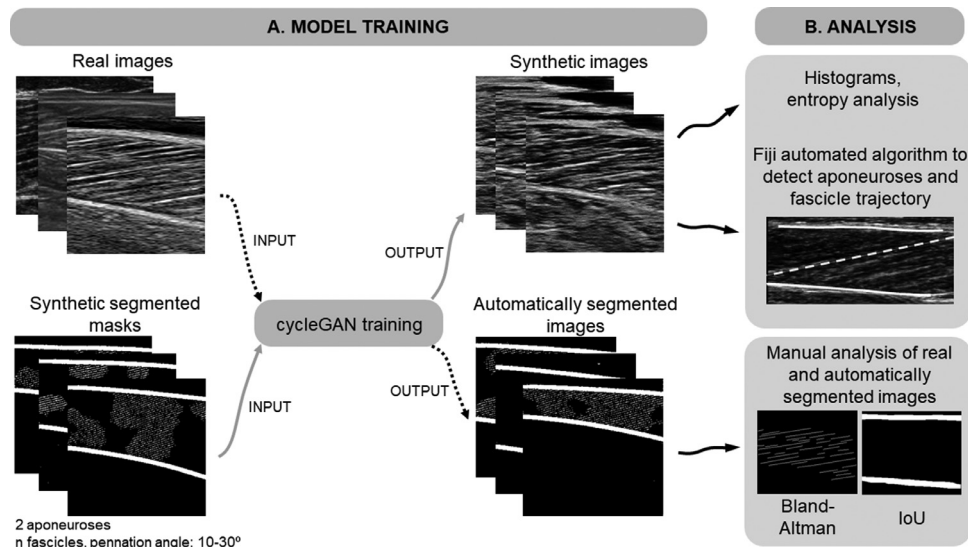 A. MODEL TRAINING
Real images
Synthetic images
INPUT
OUTPUT
cycleGAN training
Synthetic segmented
masks
Automatically segmented
images
INPUT
OUTPUT
2 aponeuroses
n fascicles, pennation angle: 10-30º
B. ANALYSIS
Histograms,
entropy analysis
Fiji automated algorithm to
detect aponeuroses and
fascicle trajectory
Manual analysis of real
and automatically
segmented images
Bland-
Altman
IoU